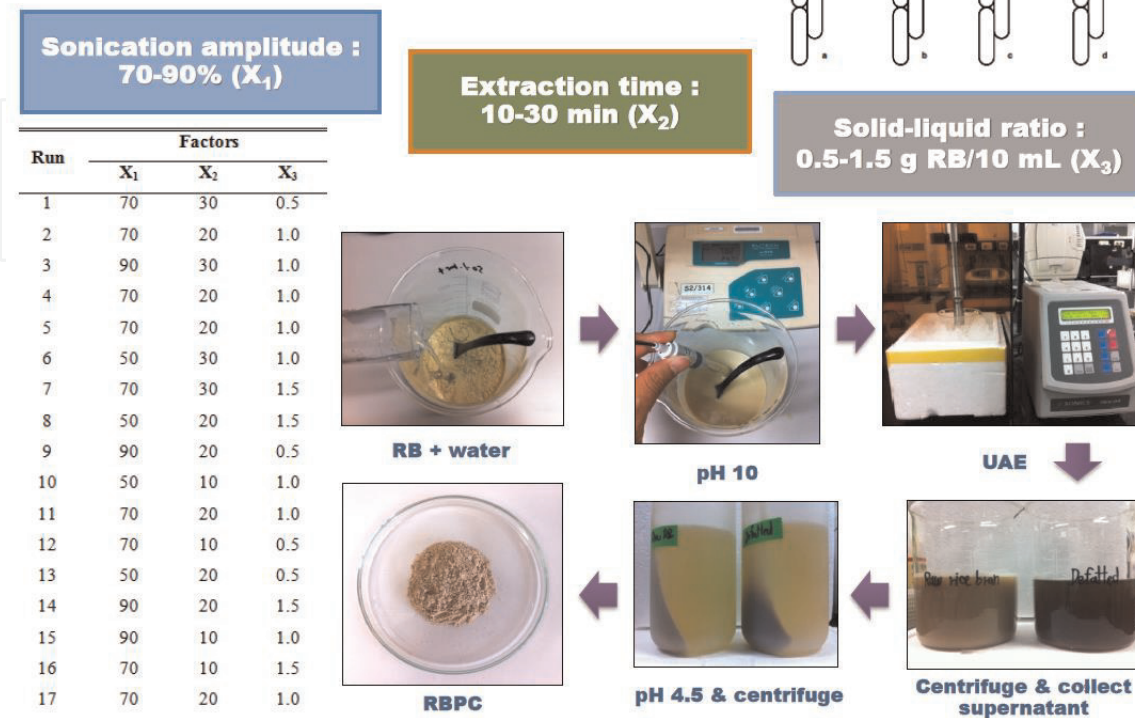 Sonication amplitude :
70-90% (X₁)
Extraction time :
10-30 min (X₂)
Solid-liquid ratio :
0.5-1.5 g RB/10 mL (X₃)
a b c d
Run Factors
X₁ X₂ X₃
1 70 30 0.5
2 70 20 1.0
3 90 30 1.0
4 70 20 1.0
5 70 20 1.0
6 50 30 1.0
7 70 30 1.5
8 50 20 1.5
9 90 20 0.5
10 50 10 1.0
11 70 20 1.0
12 70 10 0.5
13 50 20 0.5
14 90 20 1.5
15 90 10 1.0
16 70 10 1.5
17 70 20 1.0
RB + water
52/314
pH 10
UAE
SONICS
Raw rice bran
Defatted
Centrifuge & collect
supernatant
Defatted
pH 4.5 & centrifuge
RBPC